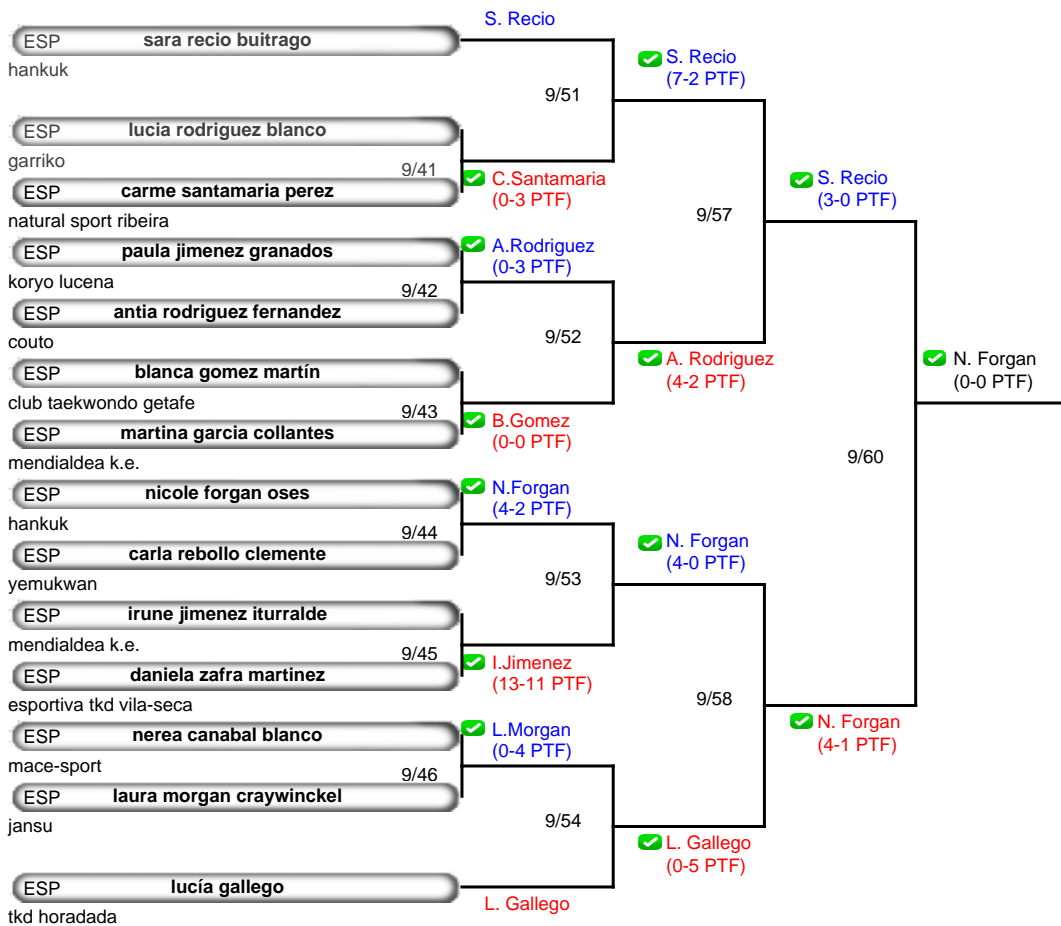 S. Recio
ESP sara recio buitrago
hankuk
S. Recio
(7-2 PTF)
9/51
ESP lucia rodriguez blanco
garriko
9/41
C.Santamaria
(0-3 PTF)
ESP carme santamaria perez
natural sport ribeira
S. Recio
(3-0 PTF)
9/57
ESP paula jimenez granados
koryo lucena
A.Rodriguez
(0-3 PTF)
9/42
ESP antia rodriguez fernandez
couto
9/52
A. Rodriguez
(4-2 PTF)
ESP blanca gomez martín
club taekwondo getafe
9/43
B.Gomez
(0-0 PTF)
ESP martina garcia collantes
mendialdea k.e.
N. Forgan
(0-0 PTF)
9/60
ESP nicole forgan oses
hankuk
N.Forgan
(4-2 PTF)
9/44
ESP carla rebollo clemente
yemukwan
N. Forgan
(4-0 PTF)
9/53
ESP irune jimenez iturralde
mendialdea k.e.
9/45
I.Jimenez
(13-11 PTF)
ESP daniela zafra martinez
esportiva tkd vila-seca
9/58
N. Forgan
(4-1 PTF)
ESP nerea canabal blanco
mace-sport
L.Morgan
(0-4 PTF)
9/46
ESP laura morgan craywinckel
jansu
9/54
L. Gallego
(0-5 PTF)
ESP lucía gallego
tkd horadada
L. Gallego